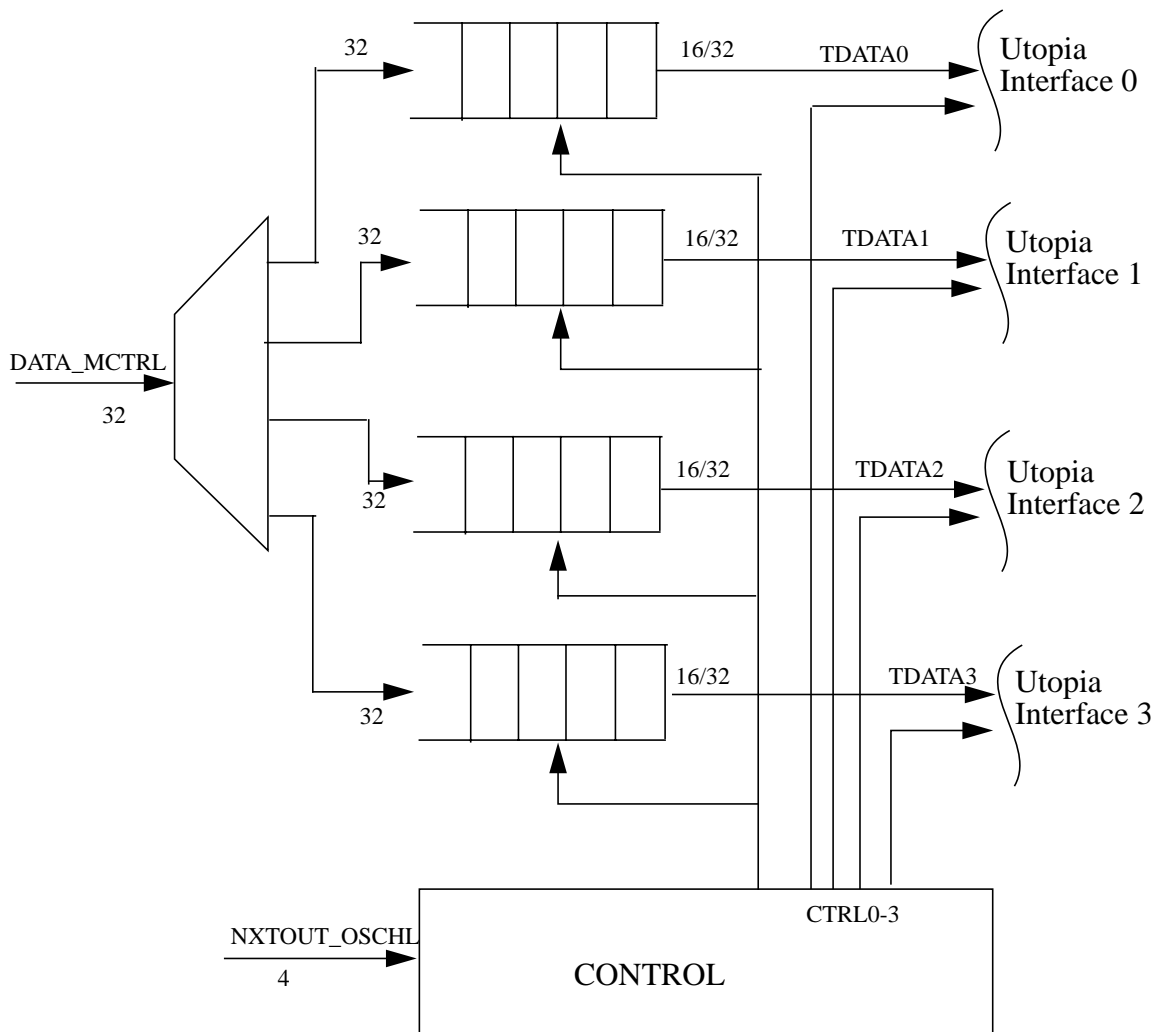 32
16/32
TDATA0
Utopia
Interface 0
32
16/32
TDATA1
Utopia
Interface 1
DATA_MCTRL
32
32
16/32
TDATA2
Utopia
Interface 2
32
16/32
TDATA3
Utopia
Interface 3
CTRL0-3
NXTOUT_OSCHL
4
CONTROL